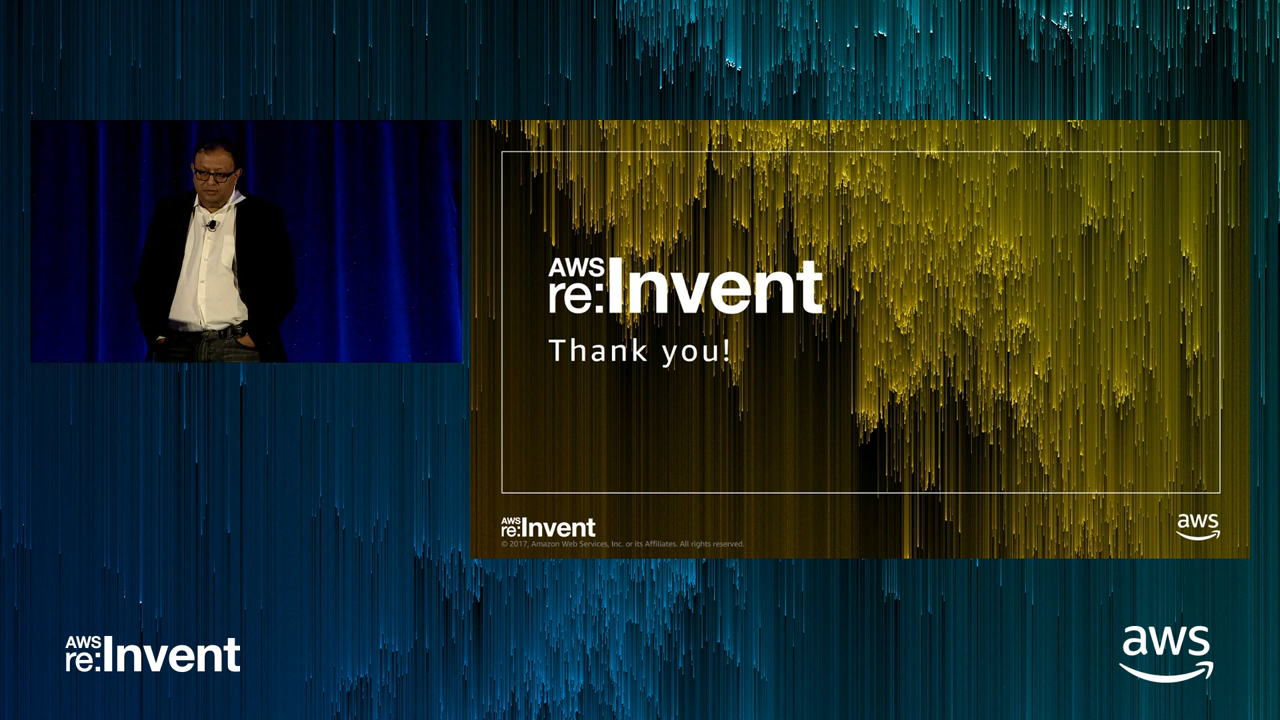 AWS
re:Invent
Thank you!
AWS
re:Invent
aws
© 2017, Amazon Web Services, Inc. or its Affiliates. All rights reserved.
AWS
re:Invent
aws